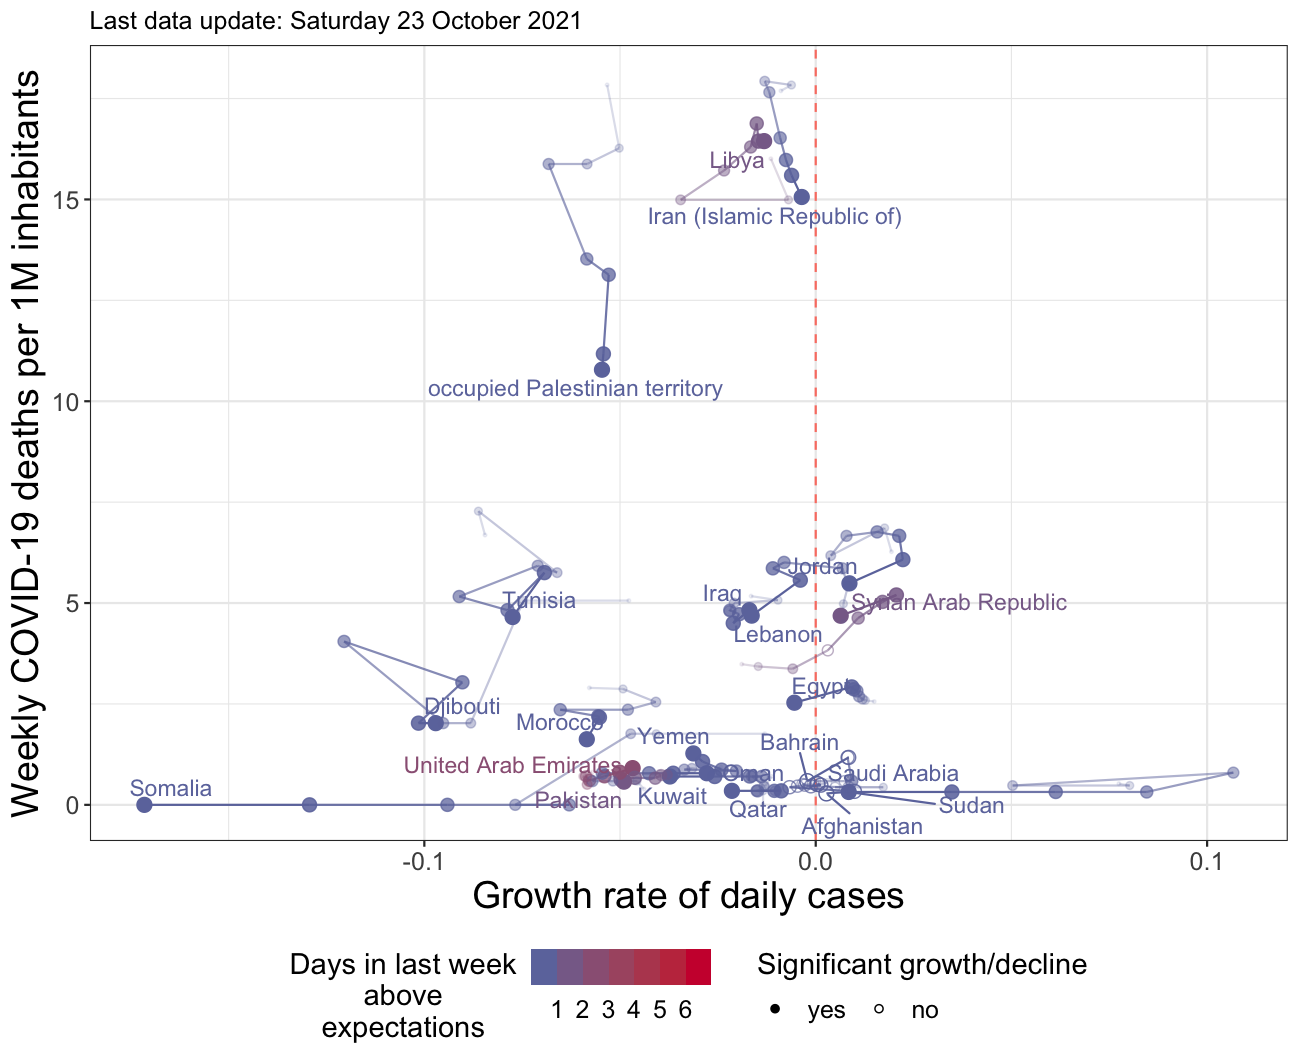 Last data update: Saturday 23 October 2021
Weekly COVID-19 deaths per 1M inhabitants
15
10
5
0
Libya
Iran (Islamic Republic of)
occupied Palestinian territory
Jordan
Tunisia
Iraq
Syrian Arab Republic
Lebanon
Egypt
Djibouti
Morocco
Yemen
Bahrain
United Arab Emirates
Oman
Saudi Arabia
Somalia
Pakistan
Kuwait
Qatar
Sudan
Afghanistan
-0.1
0.0
0.1
Growth rate of daily cases
Days in last week
above
expectations
1 2 3 4 5 6
Significant growth/decline
yes
no